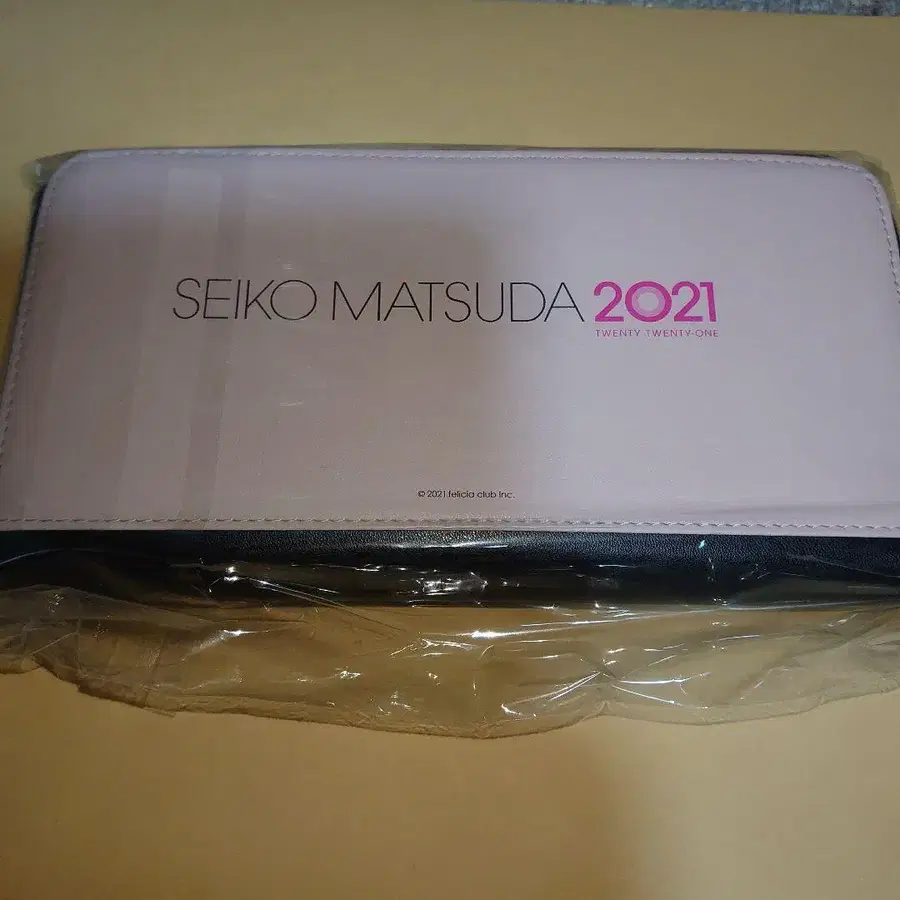 SEIKO MATSUDA 2021
TWENTY TWENTY-ONE
© 2021 felicia club Inc.